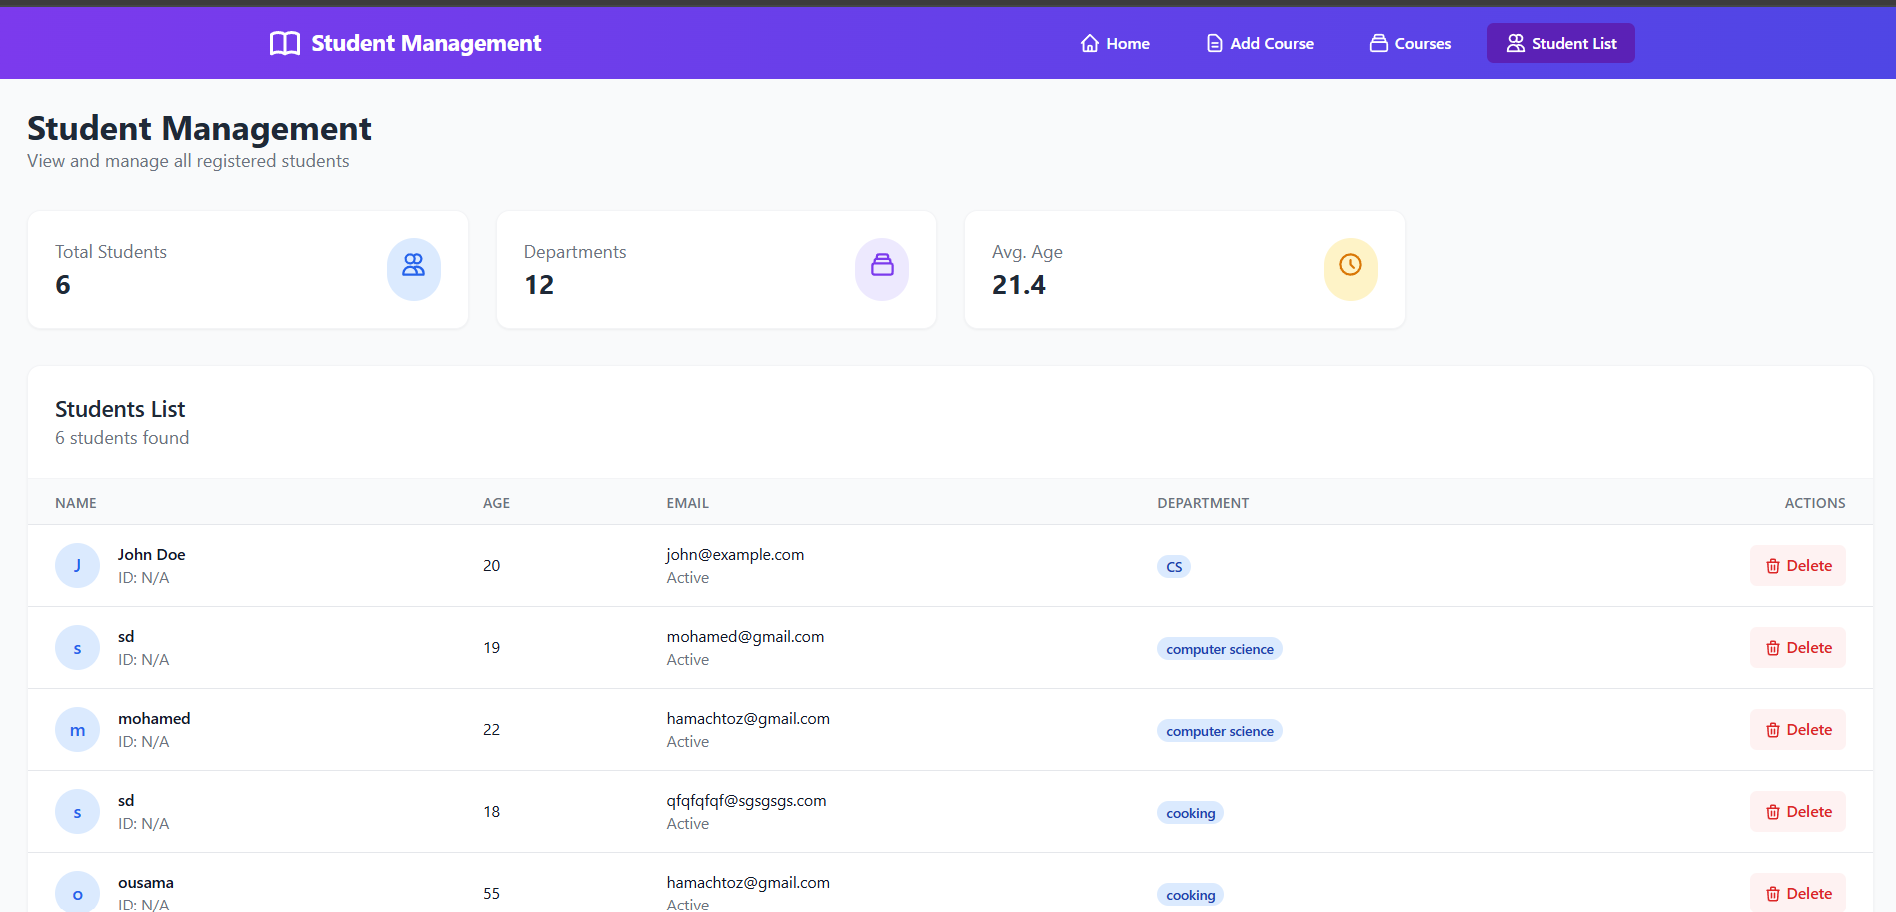 Student Management
Home
Add Course
Courses
Student List
Student Management
View and manage all registered students
Total Students
6
Departments
12
Avg. Age
21.4
Students List
6 students found
NAME AGE EMAIL DEPARTMENT ACTIONS
J
John Doe
ID: N/A
20
john@example.com
Active
CS
Delete
s
sd
ID: N/A
19
mohamed@gmail.com
Active
computer science
Delete
m
mohamed
ID: N/A
22
hamachtoz@gmail.com
Active
computer science
Delete
s
sd
ID: N/A
18
qfqfqfqf@sgsgsgs.com
Active
cooking
Delete
o
ousama
ID: N/A
55
hamachtoz@gmail.com
Active
cooking
Delete